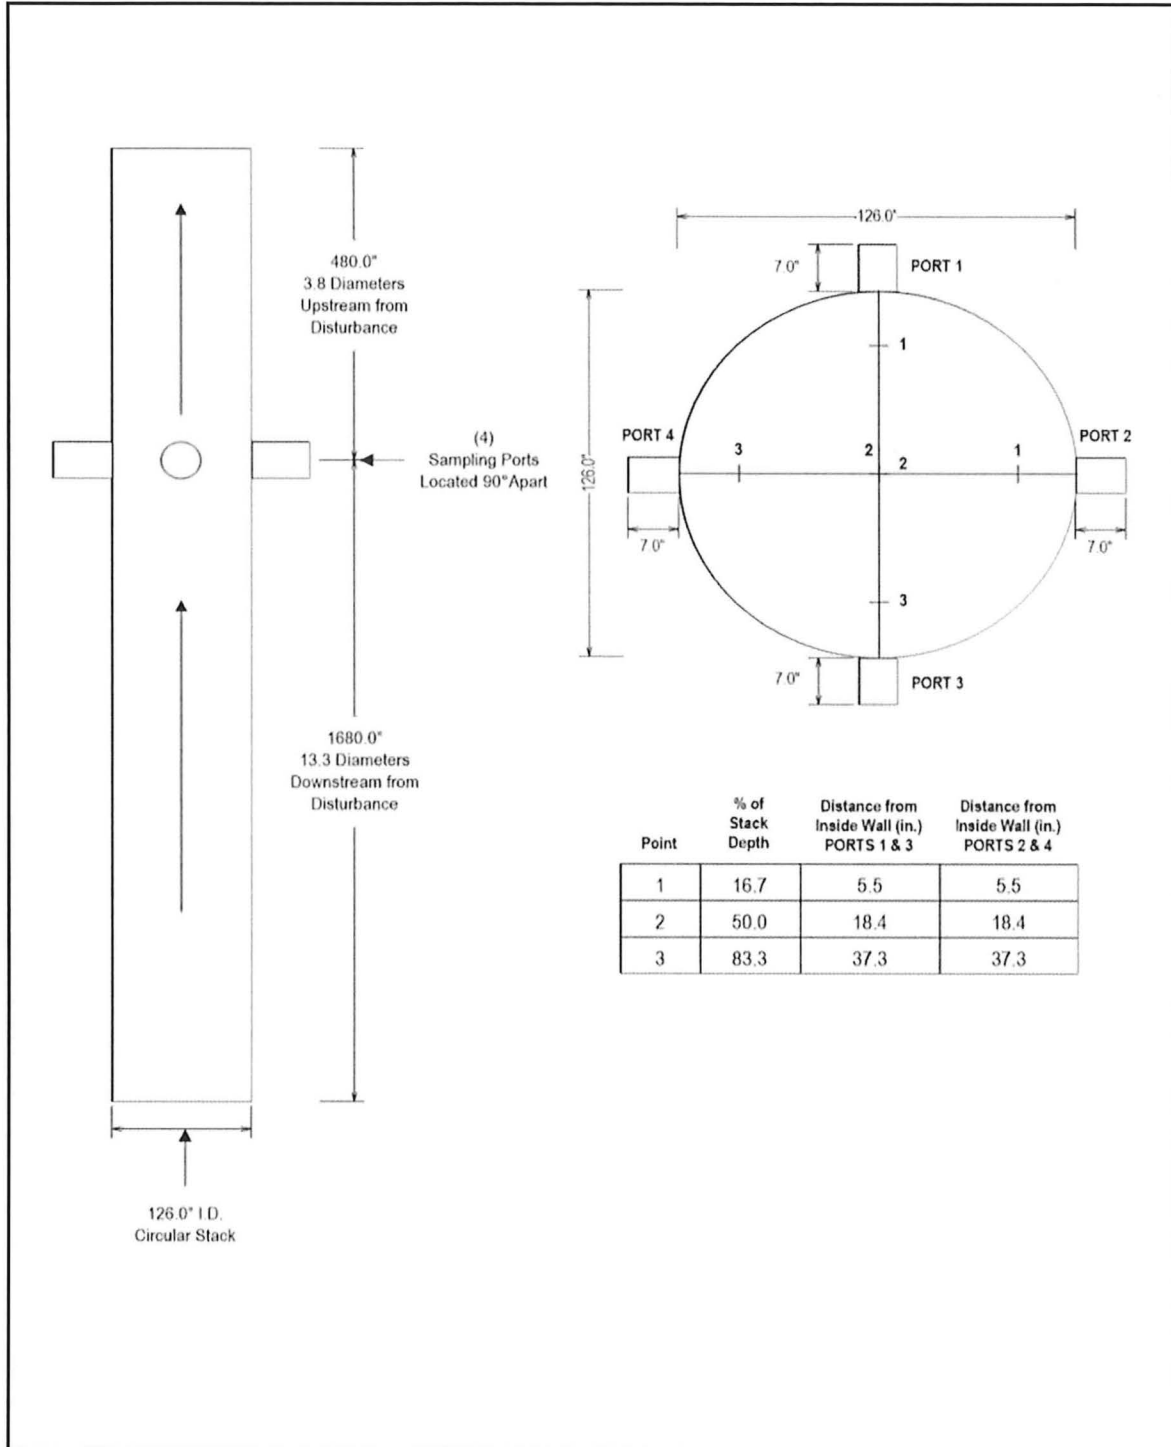 480.0"
3.8 Diameters
Upstream from
Disturbance
(4)
Sampling Ports
Located 90°Apart
1680.0"
13.3 Diameters
Downstream from
Disturbance
126.0" I.D.
Circular Stack
126.0"
7.0"
PORT 1
1
PORT 4
3
2
2
1
PORT 2
126.0"
7.0"
7.0"
3
7.0"
PORT 3
Point
% of
Stack
Depth
Distance from
Inside Wall (in.)
PORTS 1 & 3
Distance from
Inside Wall (in.)
PORTS 2 & 4
1 16.7 5.5 5.5
2 50.0 18.4 18.4
3 83.3 37.3 37.3